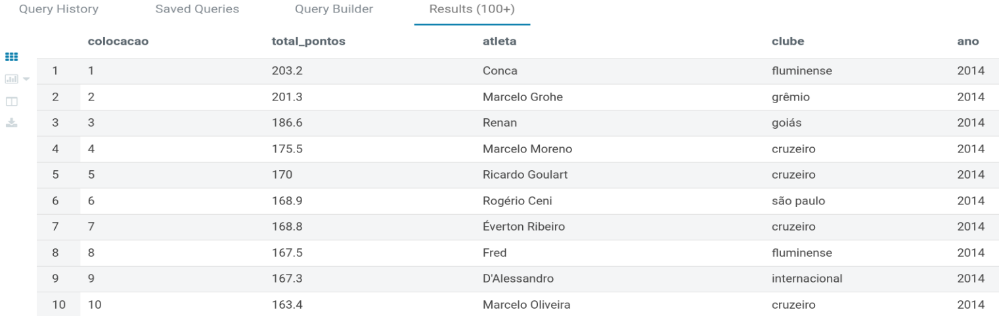 Query History Saved Queries Query Builder Results (100+)
colocacao total_pontos atleta clube ano
1 1 203.2 Conca fluminense 2014
2 2 201.3 Marcelo Grohe grêmio 2014
3 3 186.6 Renan goiás 2014
4 4 175.5 Marcelo Moreno cruzeiro 2014
5 5 170 Ricardo Goulart cruzeiro 2014
6 6 168.9 Rogério Ceni são paulo 2014
7 7 168.8 Éverton Ribeiro cruzeiro 2014
8 8 167.5 Fred fluminense 2014
9 9 167.3 D'Alessandro internacional 2014
10 10 163.4 Marcelo Oliveira cruzeiro 2014